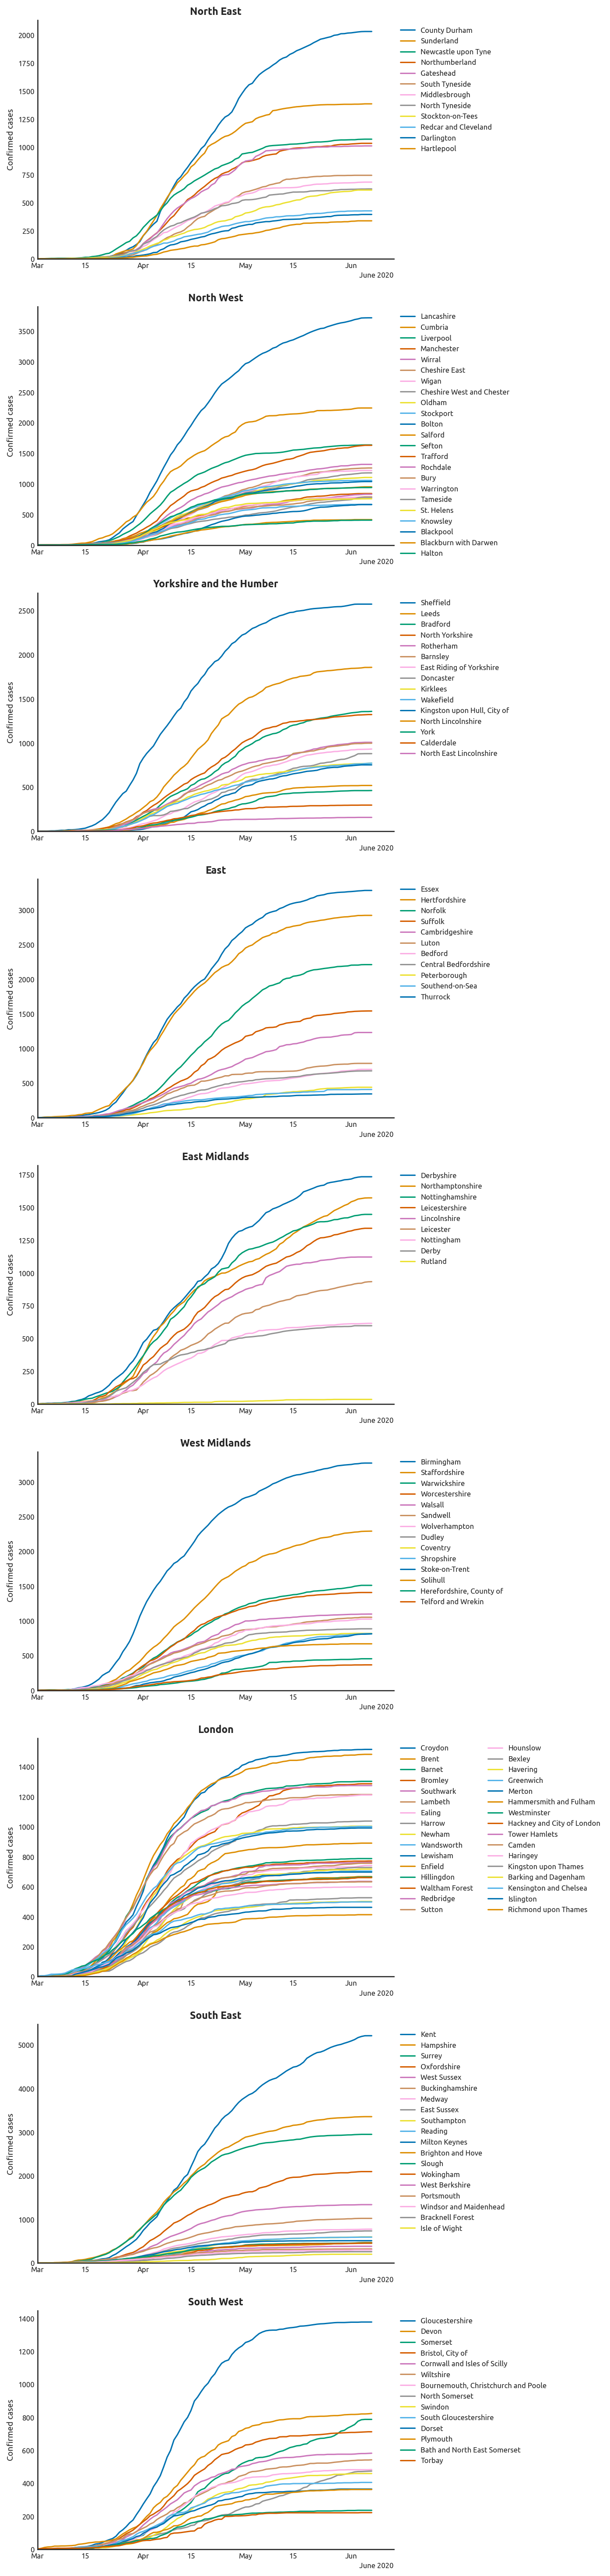 North East
Confirmed cases
2000
1750
1500
1250
1000
750
500
250
0
Mar 15 Apr 15 May 15 Jun
June 2020
County Durham
Sunderland
Newcastle upon Tyne
Northumberland
Gateshead
South Tyneside
Middlesbrough
North Tyneside
Stockton-on-Tees
Redcar and Cleveland
Darlington
Hartlepool
North West
Confirmed cases
3500
3000
2500
2000
1500
1000
500
0
Mar 15 Apr 15 May 15 Jun
June 2020
Lancashire
Cumbria
Liverpool
Manchester
Wirral
Cheshire East
Wigan
Cheshire West and Chester
Oldham
Stockport
Bolton
Salford
Sefton
Trafford
Rochdale
Bury
Warrington
Tameside
St. Helens
Knowsley
Blackpool
Blackburn with Darwen
Halton
Yorkshire and the Humber
Confirmed cases
2500
2000
1500
1000
500
0
Mar 15 Apr 15 May 15 Jun
June 2020
Sheffield
Leeds
Bradford
North Yorkshire
Rotherham
Barnsley
East Riding of Yorkshire
Doncaster
Kirklees
Wakefield
Kingston upon Hull, City of
North Lincolnshire
York
Calderdale
North East Lincolnshire
East
Confirmed cases
3000
2500
2000
1500
1000
500
0
Mar 15 Apr 15 May 15 Jun
June 2020
Essex
Hertfordshire
Norfolk
Suffolk
Cambridgeshire
Luton
Bedford
Central Bedfordshire
Peterborough
Southend-on-Sea
Thurrock
East Midlands
Confirmed cases
1750
1500
1250
1000
750
500
250
0
Mar 15 Apr 15 May 15 Jun
June 2020
Derbyshire
Northamptonshire
Nottinghamshire
Leicestershire
Lincolnshire
Leicester
Nottingham
Derby
Rutland
West Midlands
Confirmed cases
3000
2500
2000
1500
1000
500
0
Mar 15 Apr 15 May 15 Jun
June 2020
Birmingham
Staffordshire
Warwickshire
Worcestershire
Walsall
Sandwell
Wolverhampton
Dudley
Coventry
Shropshire
Stoke-on-Trent
Solihull
Herefordshire, County of
Telford and Wrekin
London
Confirmed cases
1400
1200
1000
800
600
400
200
0
Mar 15 Apr 15 May 15 Jun
June 2020
Croydon
Brent
Barnet
Bromley
Southwark
Lambeth
Ealing
Harrow
Newham
Wandsworth
Lewisham
Enfield
Hillingdon
Waltham Forest
Redbridge
Sutton
Hounslow
Bexley
Havering
Greenwich
Merton
Hammersmith and Fulham
Westminster
Hackney and City of London
Tower Hamlets
Camden
Haringey
Kingston upon Thames
Barking and Dagenham
Kensington and Chelsea
Islington
Richmond upon Thames
South East
Confirmed cases
5000
4000
3000
2000
1000
0
Mar 15 Apr 15 May 15 Jun
June 2020
Kent
Hampshire
Surrey
Oxfordshire
West Sussex
Buckinghamshire
Medway
East Sussex
Southampton
Reading
Milton Keynes
Brighton and Hove
Slough
Wokingham
West Berkshire
Portsmouth
Windsor and Maidenhead
Bracknell Forest
Isle of Wight
South West
Confirmed cases
1400
1200
1000
800
600
400
200
0
Mar 15 Apr 15 May 15 Jun
June 2020
Gloucestershire
Devon
Somerset
Bristol, City of
Cornwall and Isles of Scilly
Wiltshire
Bournemouth, Christchurch and Poole
North Somerset
Swindon
South Gloucestershire
Dorset
Plymouth
Bath and North East Somerset
Torbay